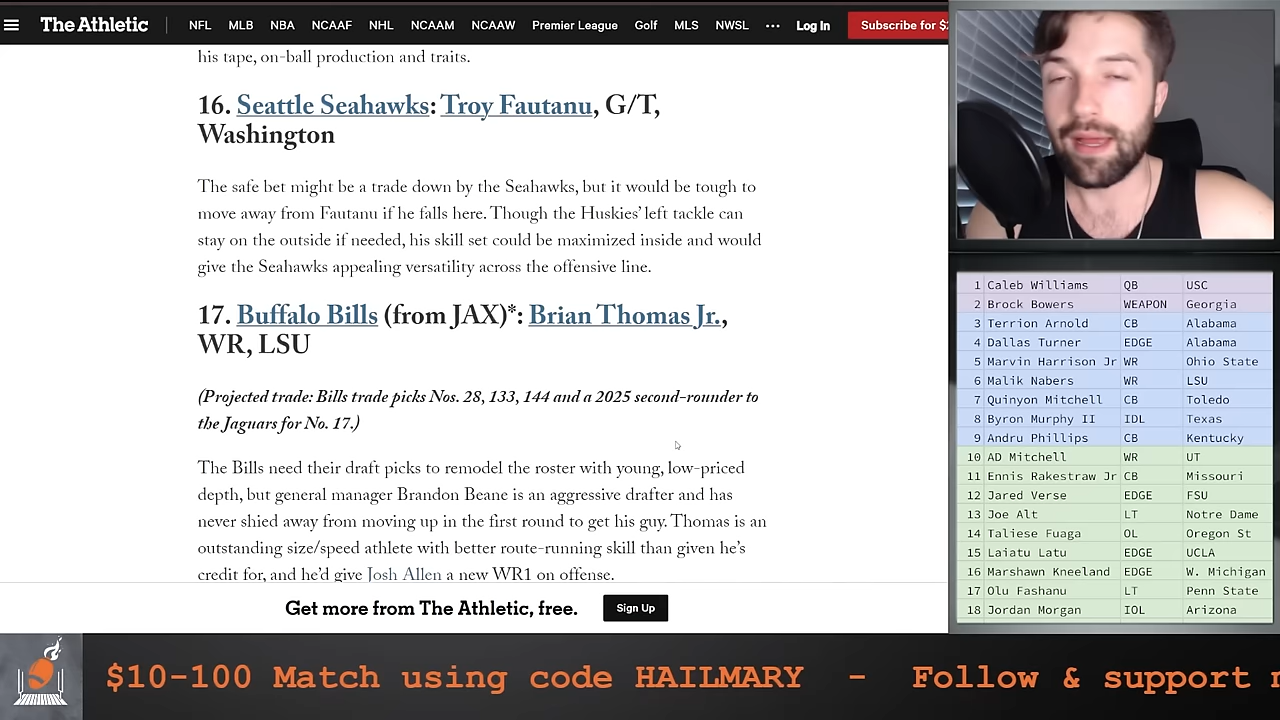 The Athletic NFL MLB NBA NCAAF NHL NCAAM NCAAW Premier League Golf MLS NWSL ••• Log In Subscribe for $2
his tape, on-ball production and traits.
16. Seattle Seahawks: Troy Fautanu, G/T,
Washington
The safe bet might be a trade down by the Seahawks, but it would be tough to
move away from Fautanu if he falls here. Though the Huskies' left tackle can
stay on the outside if needed, his skill set could be maximized inside and would
give the Seahawks appealing versatility across the offensive line.
17. Buffalo Bills (from JAX)*: Brian Thomas Jr.,
WR, LSU
(Projected trade: Bills trade picks Nos. 28, 133, 144 and a 2025 second-rounder to
the Jaguars for No. 17.)
The Bills need their draft picks to remodel the roster with young, low-priced
depth, but general manager Brandon Beane is an aggressive drafter and has
never shied away from moving up in the first round to get his guy. Thomas is an
outstanding size/speed athlete with better route-running skill than given he's
credit for, and he'd give Josh Allen a new WR1 on offense.
Get more from The Athletic, free. Sign Up
1 Caleb Williams QB USC
2 Brock Bowers WEAPON Georgia
3 Terrion Arnold CB Alabama
4 Dallas Turner EDGE Alabama
5 Marvin Harrison Jr WR Ohio State
6 Malik Nabers WR LSU
7 Quinyon Mitchell CB Toledo
8 Byron Murphy II IDL Texas
9 Andru Phillips CB Kentucky
10 AD Mitchell WR UT
11 Ennis Rakestraw Jr CB Missouri
12 Jared Verse EDGE FSU
13 Joe Alt LT Notre Dame
14 Taliese Fuaga OL Oregon St
15 Laiatu Latu EDGE UCLA
16 Marshawn Kneeland EDGE W. Michigan
17 Olu Fashanu LT Penn State
18 Jordan Morgan IOL Arizona
$10-100 Match using code HAILMARY - Follow & support